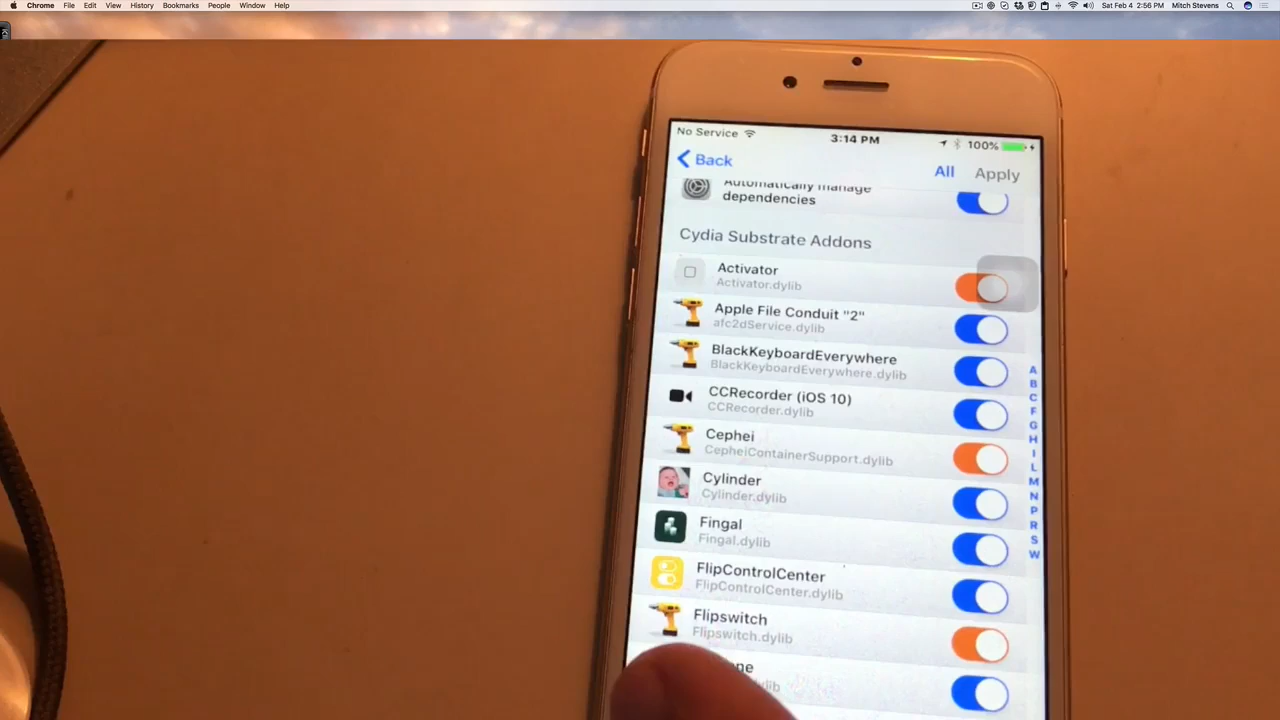 Chrome File Edit View History Bookmarks People Window Help
Sat Feb 4 2:56 PM Mitch Stevens
No Service 3:14 PM 100%
Back All Apply
Automatically manage
dependencies
Cydia Substrate Addons
Activator
Activator.dylib
Apple File Conduit "2"
afc2dService.dylib
BlackKeyboardEverywhere
BlackKeyboardEverywhere.dylib
CCRecorder (iOS 10)
CCRecorder.dylib
Cephei
CepheiContainerSupport.dylib
Cylinder
Cylinder.dylib
Fingal
Fingal.dylib
FlipControlCenter
FlipControlCenter.dylib
Flipswitch
Flipswitch.dylib
A
B
C
F
G
H
I
L
M
N
P
R
S
W